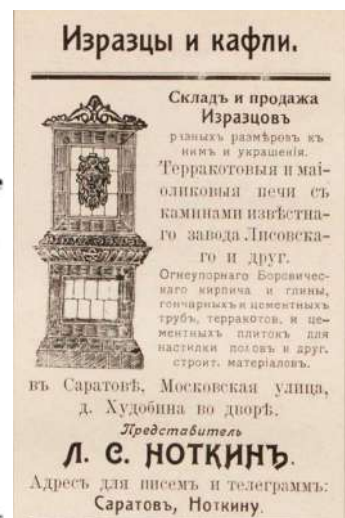 Изразцы и кафли.
Складъ и продажа
Изразцовъ
разныхъ размѣровъ къ
нимъ и украшенія.
Терракотовыя и маі-
оликовыя печи съ
каминами извѣстна-
го завода Лисовска-
го и друг.
Огнеупорнаго Боровичес-
каго кирпича и глины,
гончарныхъ и цементныхъ
трубъ, терракотов. и це-
ментныхъ плитокъ для
настилки половъ и друг.
строит. матеріаловъ.
въ Саратовѣ, Московская улица,
д. Худобина во дворѣ.
Представитель
Л. С. НОТКИНЪ.
Адресъ для писемъ и телеграммъ:
Саратовъ, Ноткину.